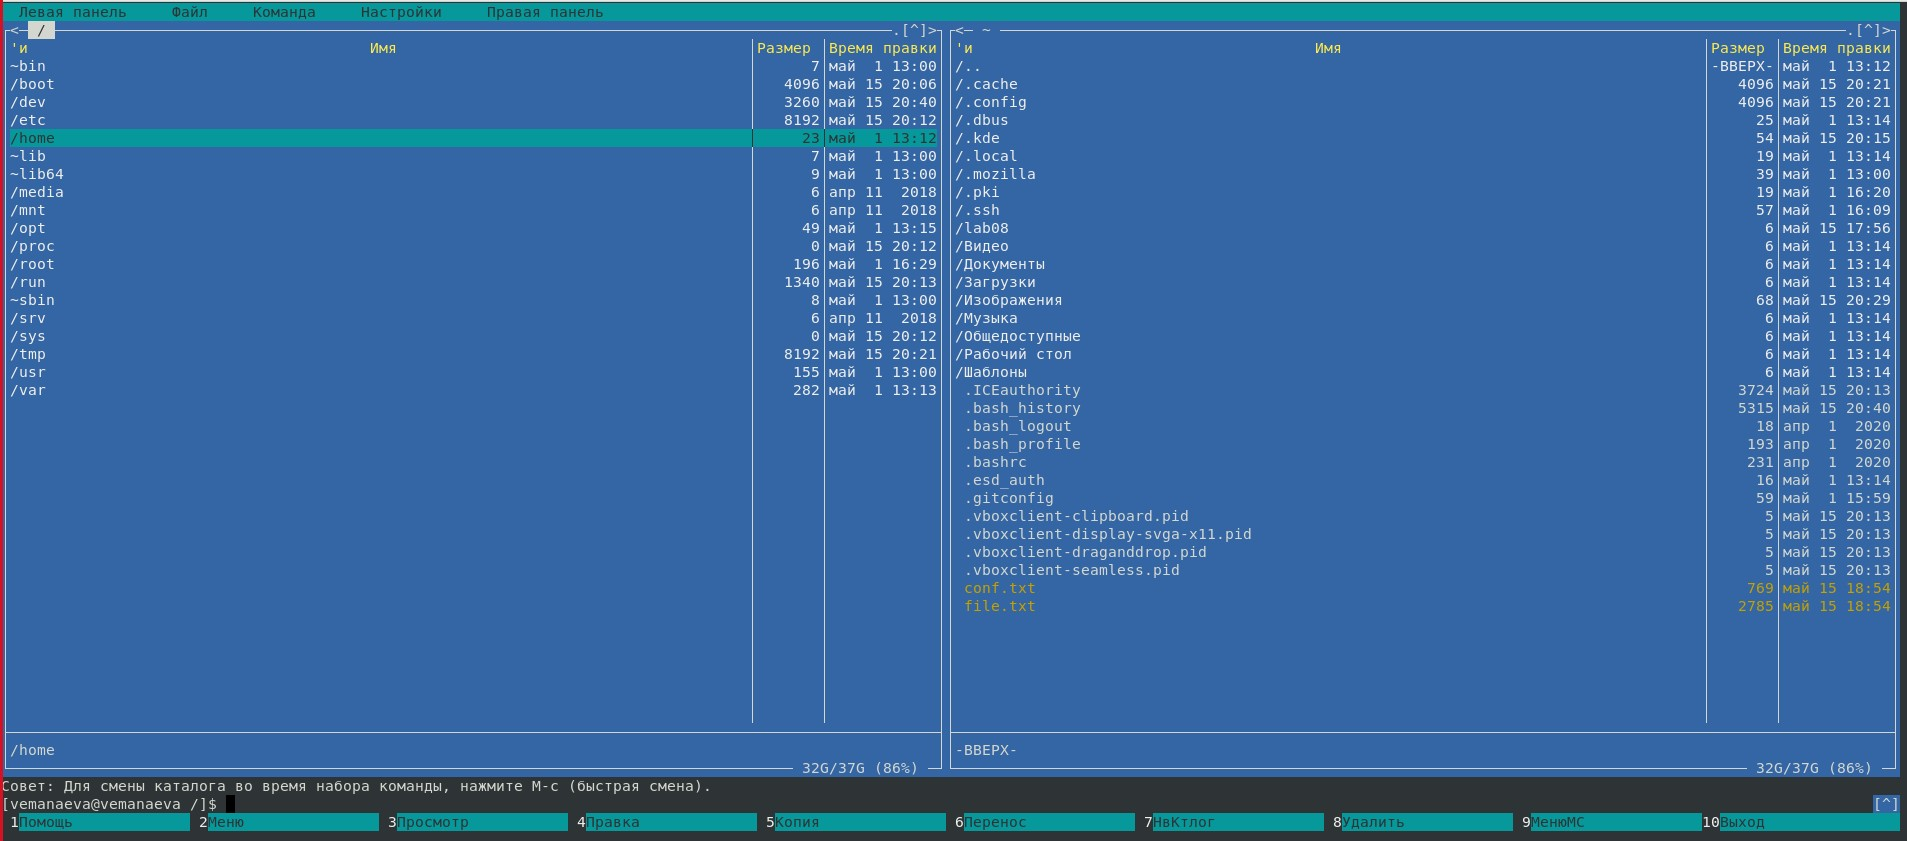 Левая панель Файл Команда Настройки Правая панель
<─ / .[^]>
'и Имя Размер Время правки
~bin 7 май 1 13:00
/boot 4096 май 15 20:06
/dev 3260 май 15 20:40
/etc 8192 май 15 20:12
/home 23 май 1 13:12
~lib 7 май 1 13:00
~lib64 9 май 1 13:00
/media 6 апр 11 2018
/mnt 6 апр 11 2018
/opt 49 май 1 13:15
/proc 0 май 15 20:12
/root 196 май 1 16:29
/run 1340 май 15 20:13
~sbin 8 май 1 13:00
/srv 6 апр 11 2018
/sys 0 май 15 20:12
/tmp 8192 май 15 20:21
/usr 155 май 1 13:00
/var 282 май 1 13:13
/home
32G/37G (86%)
<─ ~ .[^]>
'и Имя Размер Время правки
/.. -ВВЕРХ- май 1 13:12
/.cache 4096 май 15 20:21
/.config 4096 май 15 20:21
/.dbus 25 май 1 13:14
/.kde 54 май 15 20:15
/.local 19 май 1 13:14
/.mozilla 39 май 1 13:00
/.pki 19 май 1 16:20
/.ssh 57 май 1 16:09
/lab08 6 май 15 17:56
/Видео 6 май 1 13:14
/Документы 6 май 1 13:14
/Загрузки 6 май 1 13:14
/Изображения 68 май 15 20:29
/Музыка 6 май 1 13:14
/Общедоступные 6 май 1 13:14
/Рабочий стол 6 май 1 13:14
/Шаблоны 6 май 1 13:14
.ICEauthority 3724 май 15 20:13
.bash_history 5315 май 15 20:40
.bash_logout 18 апр 1 2020
.bash_profile 193 апр 1 2020
.bashrc 231 апр 1 2020
.esd_auth 16 май 1 13:14
.gitconfig 59 май 1 15:59
.vboxclient-clipboard.pid 5 май 15 20:13
.vboxclient-display-svga-x11.pid 5 май 15 20:13
.vboxclient-draganddrop.pid 5 май 15 20:13
.vboxclient-seamless.pid 5 май 15 20:13
conf.txt 769 май 15 18:54
file.txt 2785 май 15 18:54
-ВВЕРХ-
32G/37G (86%)
Совет: Для смены каталога во время набора команды, нажмите M-c (быстрая смена).
[vemanaeva@vemanaeva /]$ [^]
1Помощь 2Меню 3Просмотр 4Правка 5Копия 6Перенос 7НвКтлог 8Удалить 9МенюMC 10Выход